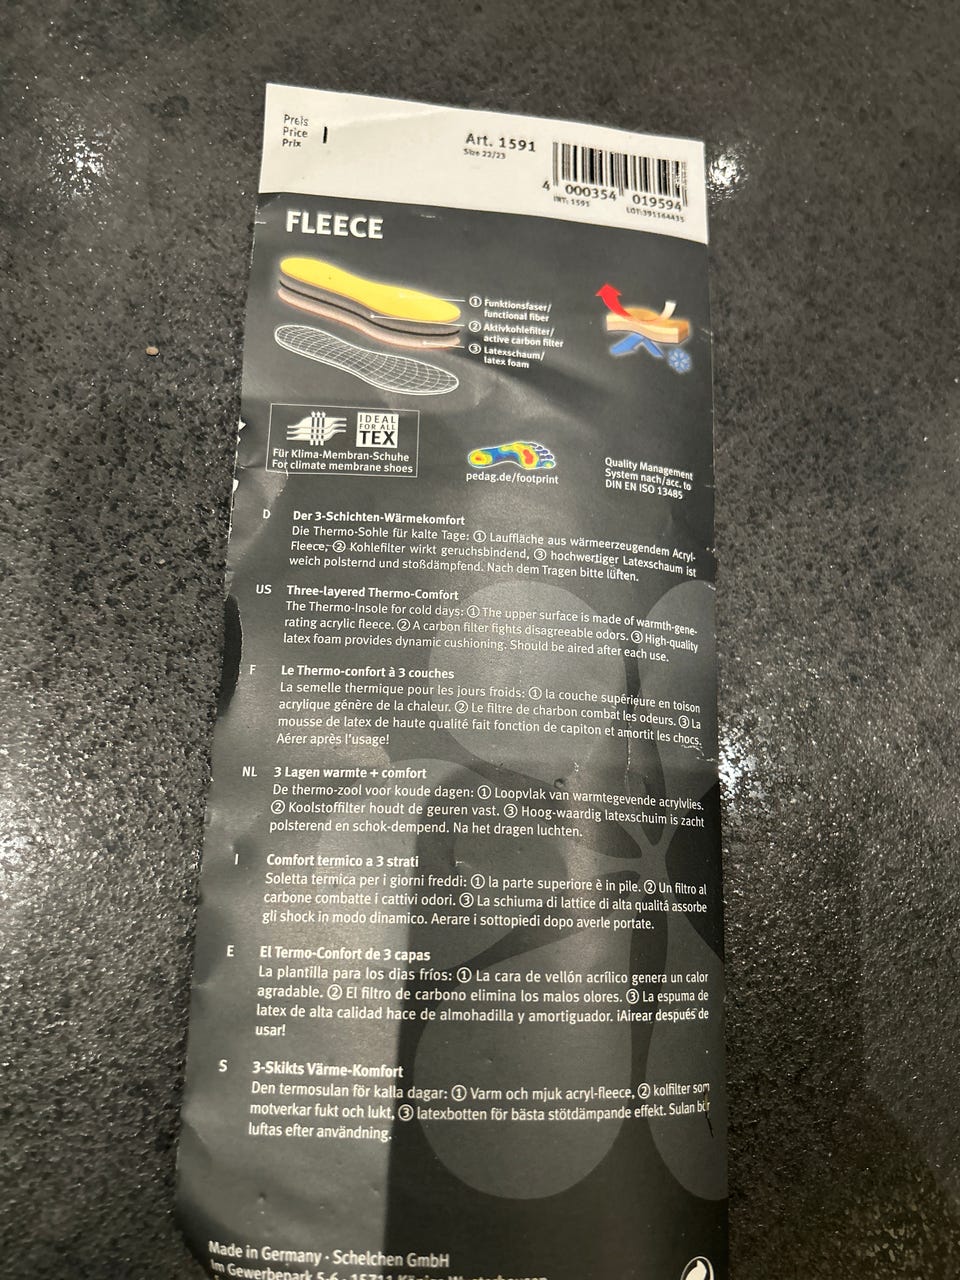 Preis
Price
Prix
Art. 1591
Size 22/23
4 000354 019594
INT: 1595
LOT:391164415
FLEECE
① Funktionsfaser/
functional fiber
② Aktivkohlefilter/
active carbon filter
③ Latexschaum/
latex foam
IDEAL
FOR ALL
TEX
Für Klima-Membran-Schuhe
For climate membrane shoes
pedag.de/footprint
Quality Management
System nach/acc. to
DIN EN ISO 13485
D Der 3-Schichten-Wärmekomfort
Die Thermo-Sohle für kalte Tage: ① Lauffläche aus wärmeerzeugendem Acryl-
Fleece, ② Kohlefilter wirkt geruchsbindend, ③ hochwertiger Latexschaum ist
weich polsternd und stoßdämpfend. Nach dem Tragen bitte lüften.
US Three-layered Thermo-Comfort
The Thermo-Insole for cold days: ① The upper surface is made of warmth-gene-
rating acrylic fleece. ② A carbon filter fights disagreeable odors. ③ High-quality
latex foam provides dynamic cushioning. Should be aired after each use.
F Le Thermo-confort à 3 couches
La semelle thermique pour les jours froids: ① la couche supérieure en toison
acrylique génère de la chaleur. ② Le filtre de charbon combat les odeurs. ③ La
mousse de latex de haute qualité fait fonction de capiton et amortit les chocs.
Aérer après l'usage!
NL 3 Lagen warmte + comfort
De thermo-zool voor koude dagen: ① Loopvlak van warmtegevende acrylvlies.
② Koolstoffilter houdt de geuren vast. ③ Hoog-waardig latexschuim is zacht
polsterend en schok-dempend. Na het dragen luchten.
I Comfort termico a 3 strati
Soletta termica per i giorni freddi: ① la parte superiore è in pile. ② Un filtro al
carbone combatte i cattivi odori. ③ La schiuma di lattice di alta qualitá assorbe
gli shock in modo dinamico. Aerare i sottopiedi dopo averle portate.
E El Termo-Confort de 3 capas
La plantilla para los dias fríos: ① La cara de vellón acrílico genera un calor
agradable. ② El filtro de carbono elimina los malos olores. ③ La espuma de
latex de alta calidad hace de almohadilla y amortiguador. ¡Airear después de
usar!
S 3-Skikts Värme-Komfort
Den termosulan för kalla dagar: ① Varm och mjuk acryl-fleece, ② kolfilter som
motverkar fukt och lukt, ③ latexbotten för bästa stötdämpande effekt. Sulan bör
luftas efter användning.
Made in Germany · Schelchen GmbH
Im Gewerbepark 5-6 · 15711